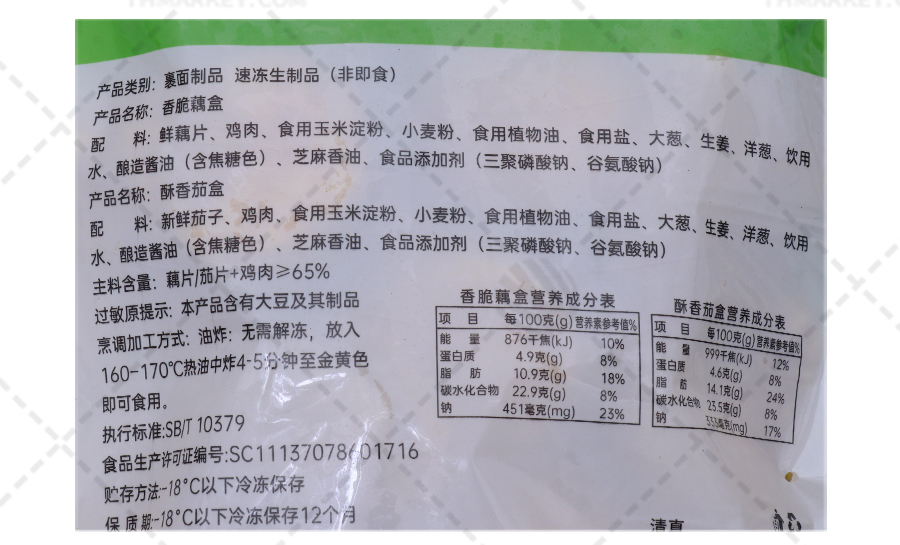 产品类别：裹面制品 速冻生制品（非即食）
产品名称：香脆藕盒
配 料：鲜藕片、鸡肉、食用玉米淀粉、小麦粉、食用植物油、食用盐、大葱、生姜、洋葱、饮用
水、酿造酱油（含焦糖色）、芝麻香油、食品添加剂（三聚磷酸钠、谷氨酸钠）
产品名称：酥香茄盒
配 料：新鲜茄子、鸡肉、食用玉米淀粉、小麦粉、食用植物油、食用盐、大葱、生姜、洋葱、饮用
水、酿造酱油（含焦糖色）、芝麻香油、食品添加剂（三聚磷酸钠、谷氨酸钠）
主料含量：藕片/茄片+鸡肉≥65%
过敏原提示：本产品含有大豆及其制品
烹调加工方式：油炸：无需解冻，放入
160-170℃热油中炸4-5分钟至金黄色
即可食用。
执行标准:SB/T 10379
食品生产许可证编号:SC11137078601716
贮存方法:-18°C以下冷冻保存
保 质 期:-18°C以下冷冻保存12个月
香脆藕盒营养成分表
项 目 每100克(g) 营养素参考值%
能 量 876千焦(kJ) 10%
蛋白质 4.9克(g) 8%
脂 肪 10.9克(g) 18%
碳水化合物 22.9克(g) 8%
钠 451毫克(mg) 23%
酥香茄盒营养成分表
项 目 每100克(g) 营养素参考值%
能 量 999千焦(kJ) 12%
蛋白质 4.6克(g) 8%
脂 肪 14.1克(g) 24%
碳水化合物 23.5克(g) 8%
钠 333毫克(mg) 17%
清真